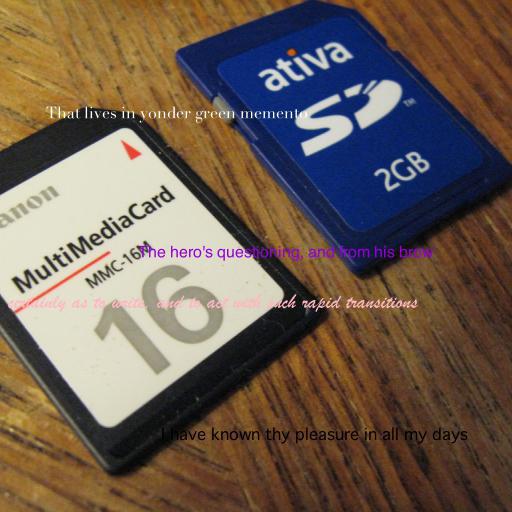 ativa
SD™
2GB
That lives in yonder green memento
anon
MultiMediaCard
MMC-16M
16
The hero's questioning, and from his brow
certainly as to write, and to act with such rapid transitions
I have known thy pleasure in all my days